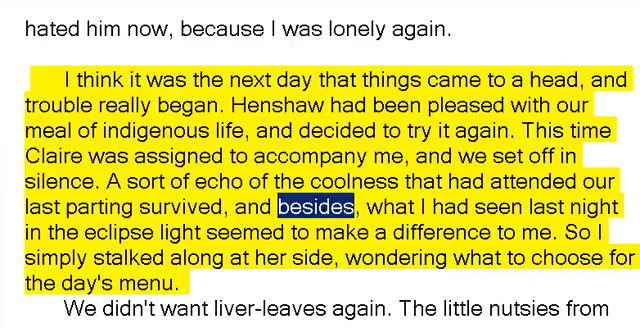 hated him now, because I was lonely again.
I think it was the next day that things came to a head, and
trouble really began. Henshaw had been pleased with our
meal of indigenous life, and decided to try it again. This time
Claire was assigned to accompany me, and we set off in
silence. A sort of echo of the coolness that had attended our
last parting survived, and besides, what I had seen last night
in the eclipse light seemed to make a difference to me. So I
simply stalked along at her side, wondering what to choose for
the day's menu.
We didn't want liver-leaves again. The little nutsies from